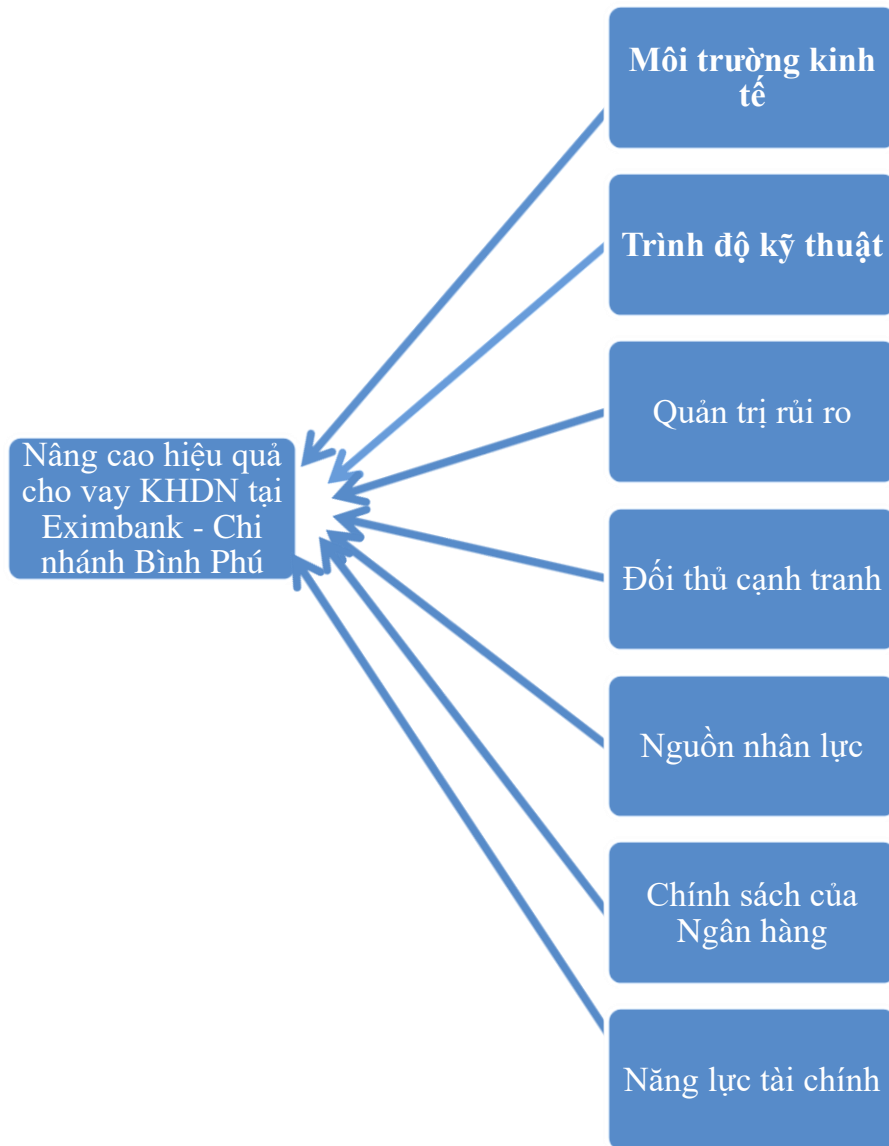 Môi trường kinh
tế
Trình độ kỹ thuật
Quản trị rủi ro
Nâng cao hiệu quả
cho vay KHDN tại
Eximbank - Chi
nhánh Bình Phú
Đối thủ cạnh tranh
Nguồn nhân lực
Chính sách của
Ngân hàng
Năng lực tài chính